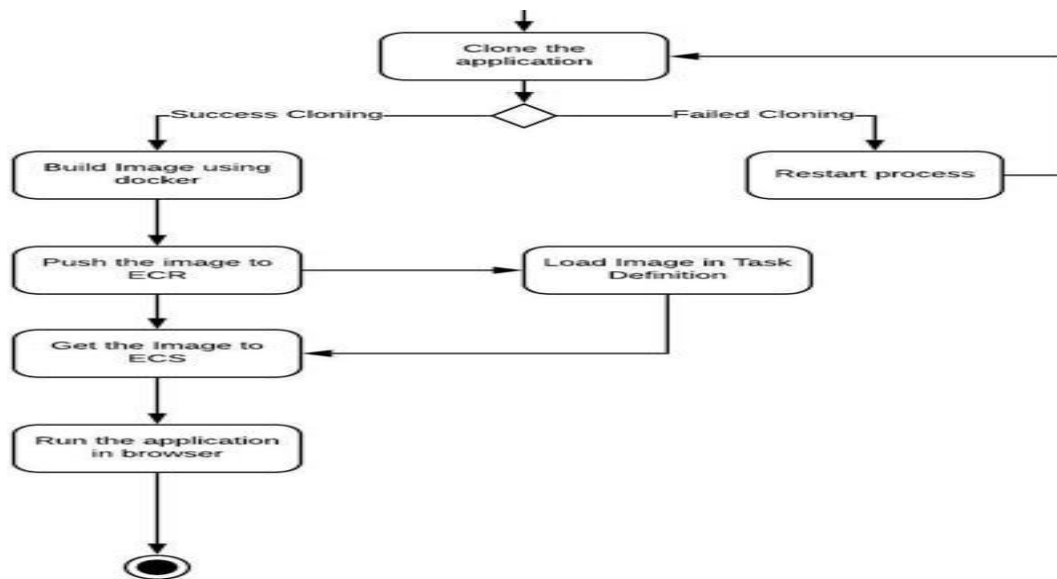 Clone the
application
Success Cloning
Failed Cloning
Build Image using
docker
Restart process
Push the image to
ECR
Load Image in Task
Definition
Get the Image to
ECS
Run the application
in browser